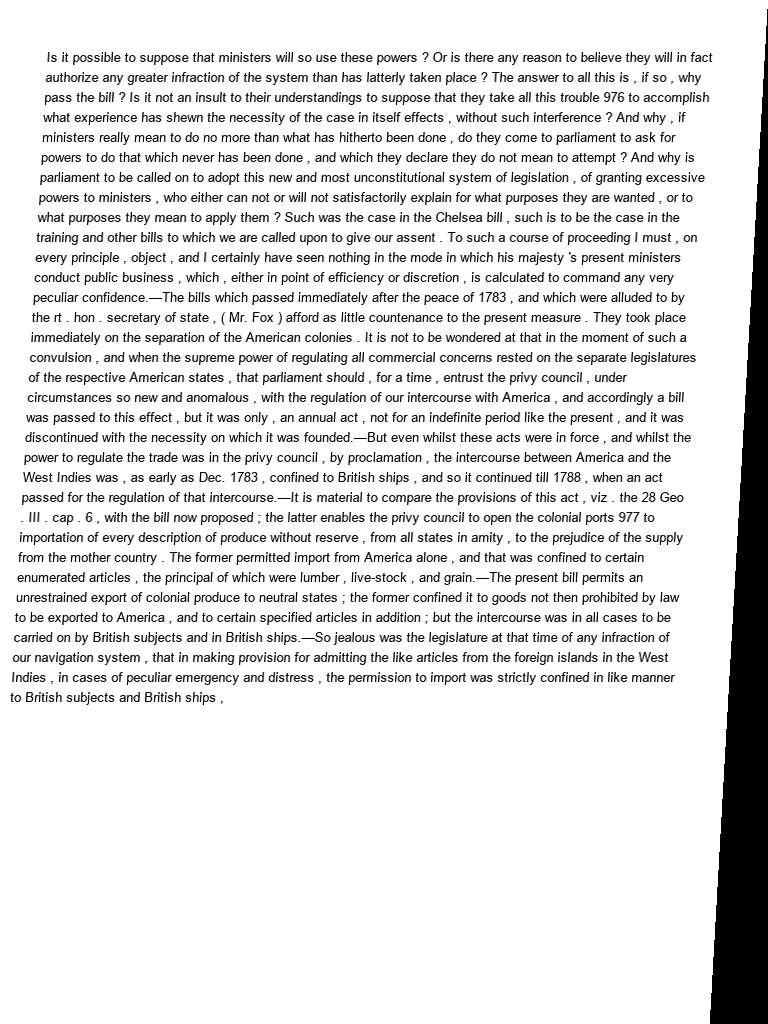 Is it possible to suppose that ministers will so use these powers ? Or is there any reason to believe they will in fact
authorize any greater infraction of the system than has latterly taken place ? The answer to all this is , if so , why
pass the bill ? Is it not an insult to their understandings to suppose that they take all this trouble 976 to accomplish
what experience has shewn the necessity of the case in itself effects , without such interference ? And why , if
ministers really mean to do no more than what has hitherto been done , do they come to parliament to ask for
powers to do that which never has been done , and which they declare they do not mean to attempt ? And why is
parliament to be called on to adopt this new and most unconstitutional system of legislation , of granting excessive
powers to ministers , who either can not or will not satisfactorily explain for what purposes they are wanted , or to
what purposes they mean to apply them ? Such was the case in the Chelsea bill , such is to be the case in the
training and other bills to which we are called upon to give our assent . To such a course of proceeding I must , on
every principle , object , and I certainly have seen nothing in the mode in which his majesty 's present ministers
conduct public business , which , either in point of efficiency or discretion , is calculated to command any very
peculiar confidence.—The bills which passed immediately after the peace of 1783 , and which were alluded to by
the rt . hon . secretary of state , ( Mr. Fox ) afford as little countenance to the present measure . They took place
immediately on the separation of the American colonies . It is not to be wondered at that in the moment of such a
convulsion , and when the supreme power of regulating all commercial concerns rested on the separate legislatures
of the respective American states , that parliament should , for a time , entrust the privy council , under
circumstances so new and anomalous , with the regulation of our intercourse with America , and accordingly a bill
was passed to this effect , but it was only , an annual act , not for an indefinite period like the present , and it was
discontinued with the necessity on which it was founded.—But even whilst these acts were in force , and whilst the
power to regulate the trade was in the privy council , by proclamation , the intercourse between America and the
West Indies was , as early as Dec. 1783 , confined to British ships , and so it continued till 1788 , when an act
passed for the regulation of that intercourse.—It is material to compare the provisions of this act , viz . the 28 Geo
. III . cap . 6 , with the bill now proposed ; the latter enables the privy council to open the colonial ports 977 to
importation of every description of produce without reserve , from all states in amity , to the prejudice of the supply
from the mother country . The former permitted import from America alone , and that was confined to certain
enumerated articles , the principal of which were lumber , live-stock , and grain.—The present bill permits an
unrestrained export of colonial produce to neutral states ; the former confined it to goods not then prohibited by law
to be exported to America , and to certain specified articles in addition ; but the intercourse was in all cases to be
carried on by British subjects and in British ships.—So jealous was the legislature at that time of any infraction of
our navigation system , that in making provision for admitting the like articles from the foreign islands in the West
Indies , in cases of peculiar emergency and distress , the permission to import was strictly confined in like manner
to British subjects and British ships ,